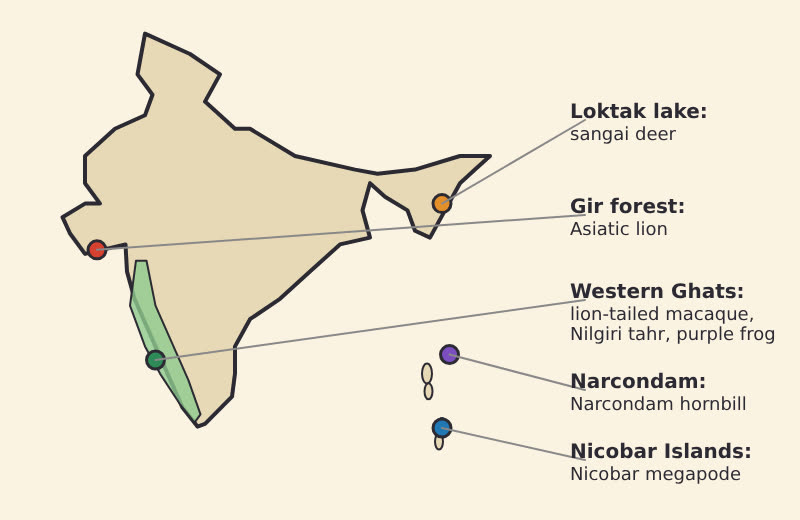 Loktak lake:
sangai deer
Gir forest:
Asiatic lion
Western Ghats:
lion-tailed macaque,
Nilgiri tahr, purple frog
Narcondam:
Narcondam hornbill
Nicobar Islands:
Nicobar megapode